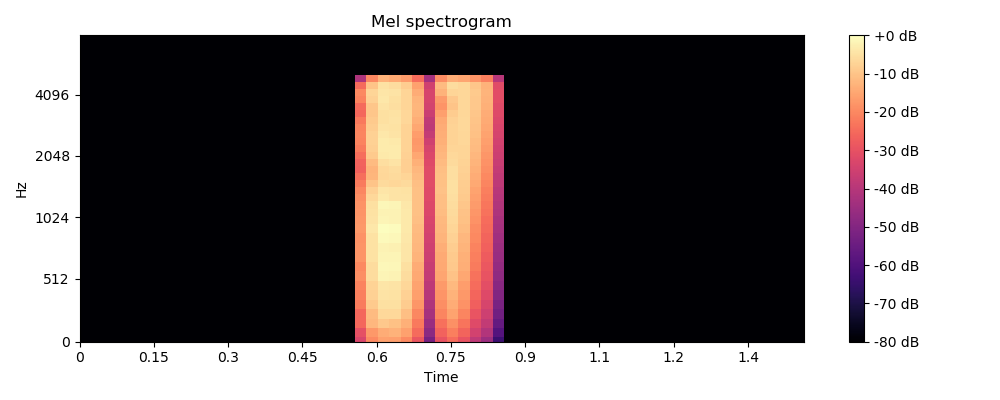 Mel spectrogram
Hz
4096
2048
1024
512
0
0 0.15 0.3 0.45 0.6 0.75 0.9 1.1 1.2 1.4
Time
+0 dB
-10 dB
-20 dB
-30 dB
-40 dB
-50 dB
-60 dB
-70 dB
-80 dB